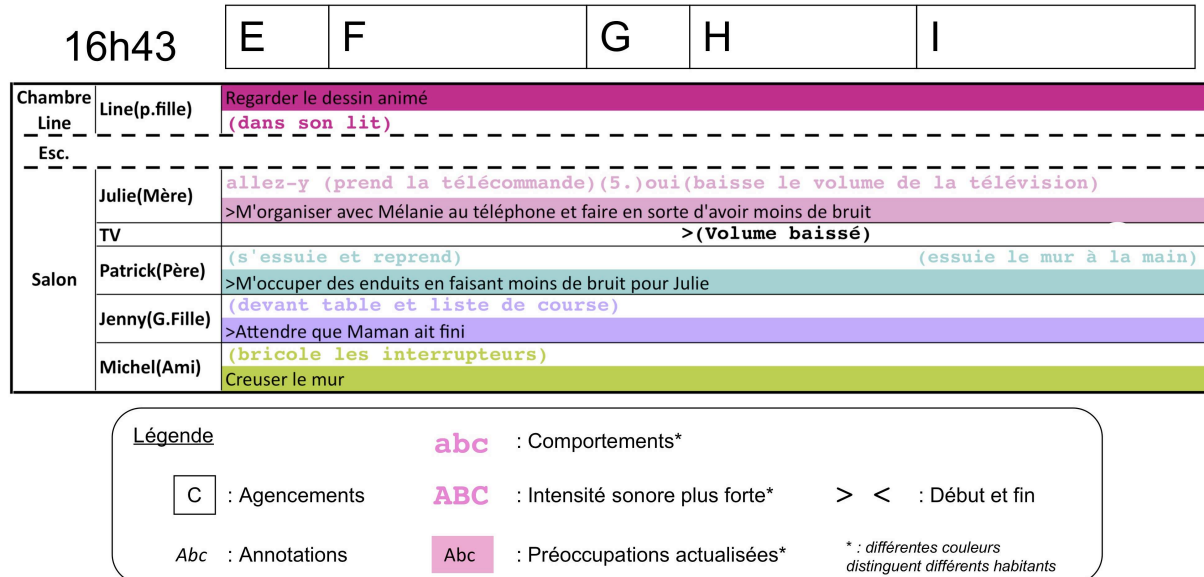 16h43 E F G H I
Chambre Line
Line(p.fille)
Regarder le dessin animé
(dans son lit)
Esc.
Salon
Julie(Mère)
allez-y (prend la télécommande)(5.)oui(baisse le volume de la télévision)
>M'organiser avec Mélanie au téléphone et faire en sorte d'avoir moins de bruit
TV
>(Volume baissé)
Patrick(Père)
(s'essuie et reprend) (essuie le mur à la main)
>M'occuper des enduits en faisant moins de bruit pour Julie
Jenny(G.Fille)
(devant table et liste de course)
>Attendre que Maman ait fini
Michel(Ami)
(bricole les interrupteurs)
Creuser le mur
Légende
abc : Comportements*
C : Agencements
ABC : Intensité sonore plus forte*
> < : Début et fin
Abc : Annotations
Abc : Préoccupations actualisées*
* : différentes couleurs
distinguent différents habitants